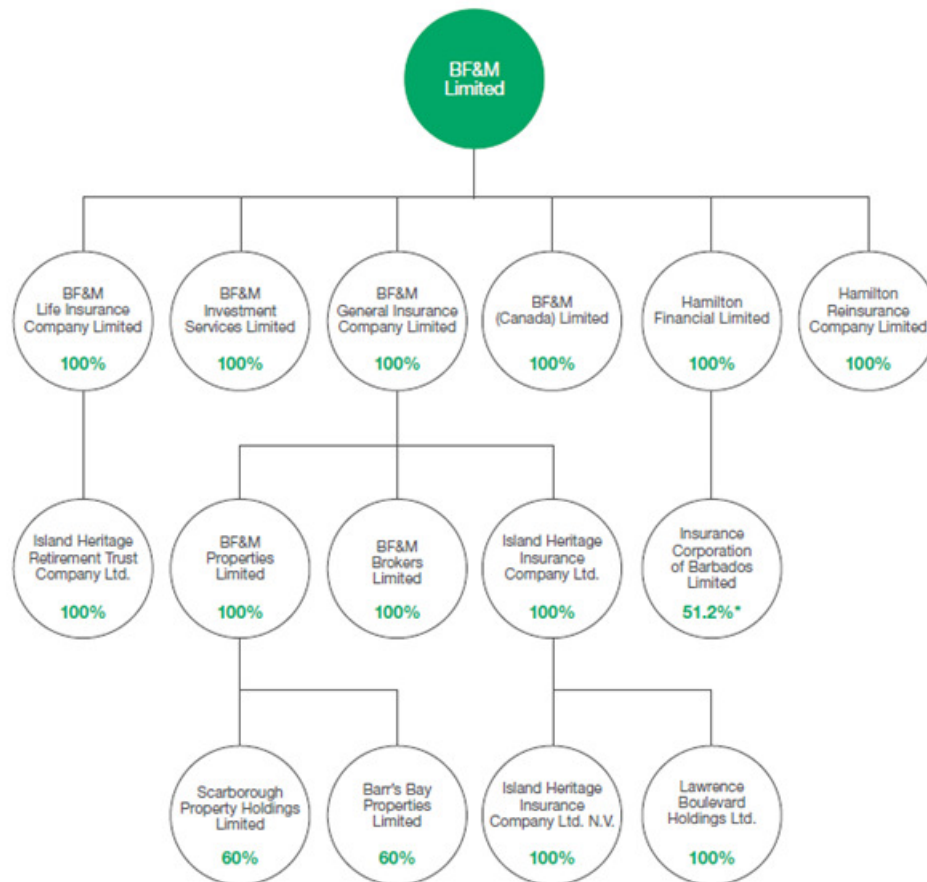 BF&M
Limited
BF&M
Life Insurance
Company Limited
100%
BF&M
Investment
Services Limited
100%
BF&M
General Insurance
Company Limited
100%
BF&M
(Canada) Limited
100%
Hamilton
Financial Limited
100%
Hamilton
Reinsurance
Company Limited
100%
Island Heritage
Retirement Trust
Company Ltd.
100%
BF&M
Properties
Limited
100%
BF&M
Brokers
Limited
100%
Island Heritage
Insurance
Company Ltd.
100%
Insurance
Corporation
of Barbados
Limited
51.2%*
Scarborough
Property Holdings
Limited
60%
Barr's Bay
Properties
Limited
60%
Island Heritage
Insurance
Company Ltd. N.V.
100%
Lawrence
Boulevard
Holdings Ltd.
100%